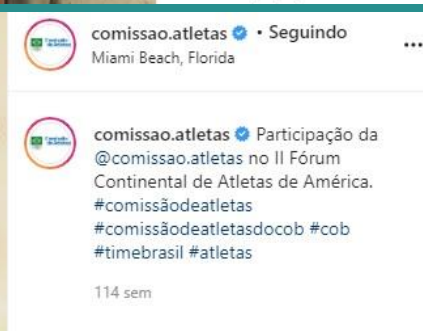 comissao.atletas • Seguindo
Miami Beach, Florida
comissao.atletas Participação da
@comissao.atletas no II Fórum
Continental de Atletas de América.
#comissãodeatletas
#comissãodeatletasdocob #cob
#timebrasil #atletas
114 sem